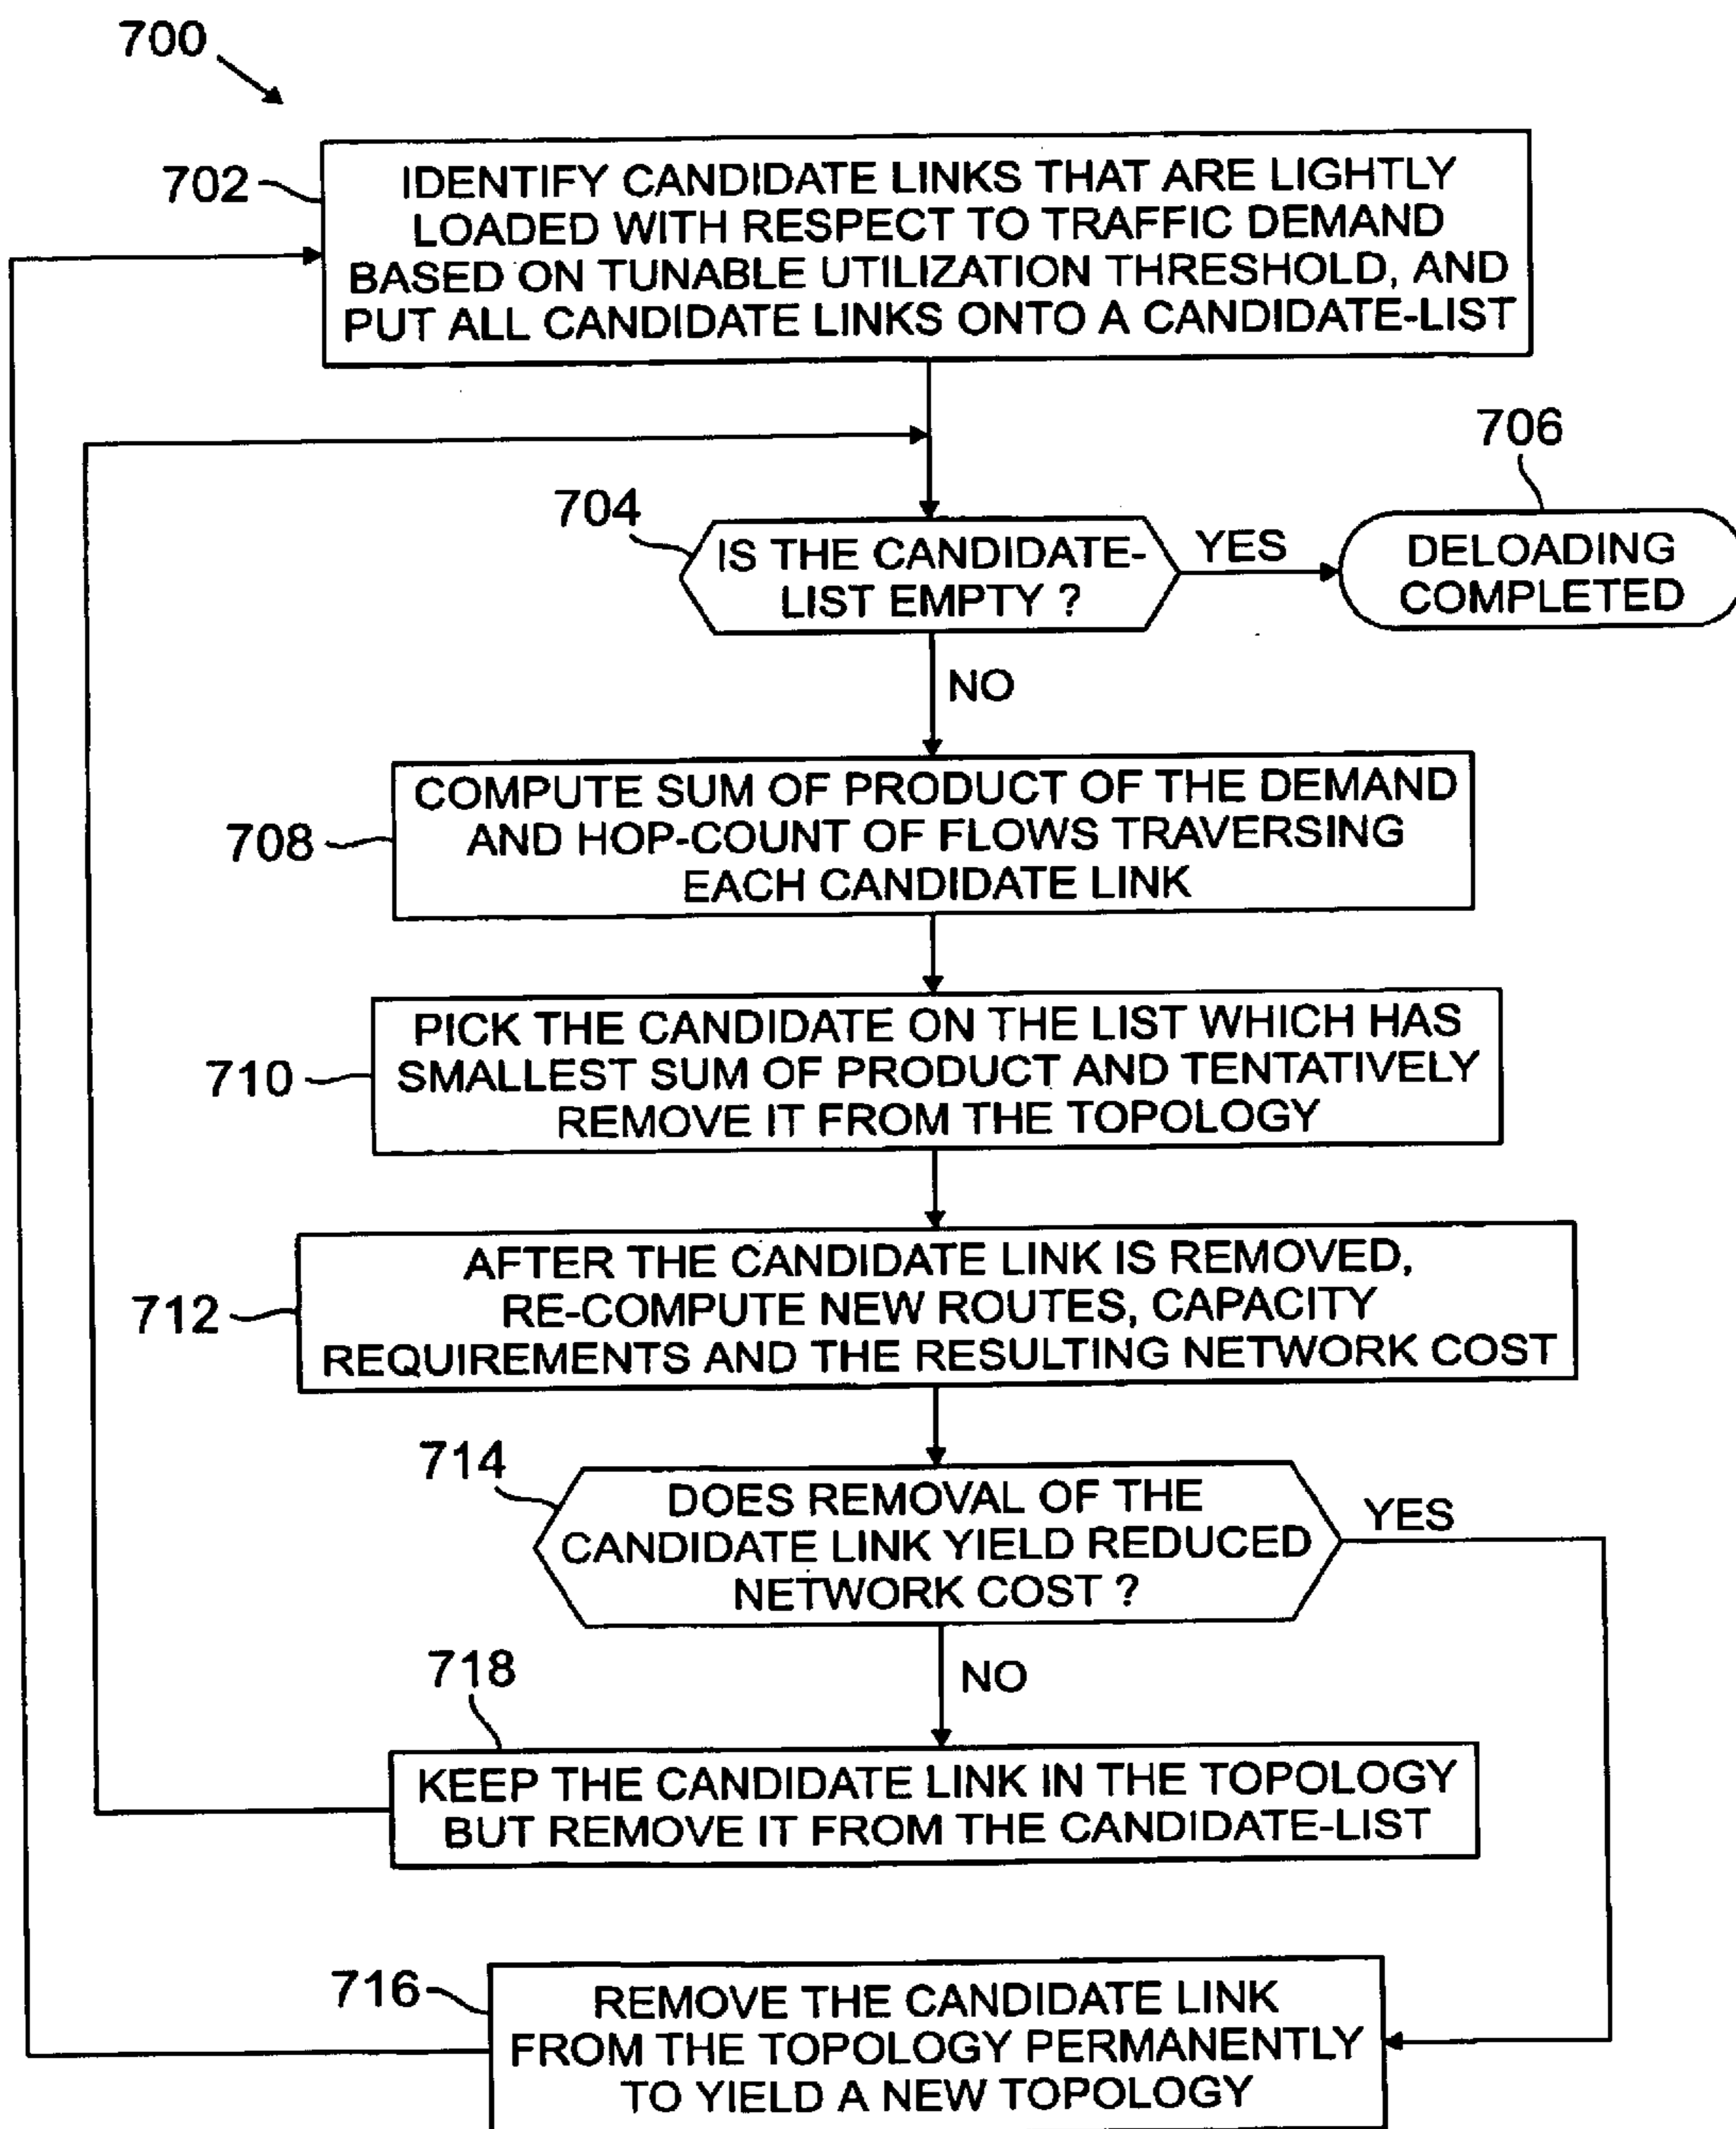 700
702
IDENTIFY CANDIDATE LINKS THAT ARE LIGHTLY
LOADED WITH RESPECT TO TRAFFIC DEMAND
BASED ON TUNABLE UTILIZATION THRESHOLD, AND
PUT ALL CANDIDATE LINKS ONTO A CANDIDATE-LIST
704
IS THE CANDIDATE-
LIST EMPTY ?
YES
706
DELOADING
COMPLETED
NO
708
COMPUTE SUM OF PRODUCT OF THE DEMAND
AND HOP-COUNT OF FLOWS TRAVERSING
EACH CANDIDATE LINK
710
PICK THE CANDIDATE ON THE LIST WHICH HAS
SMALLEST SUM OF PRODUCT AND TENTATIVELY
REMOVE IT FROM THE TOPOLOGY
712
AFTER THE CANDIDATE LINK IS REMOVED,
RE-COMPUTE NEW ROUTES, CAPACITY
REQUIREMENTS AND THE RESULTING NETWORK COST
714
DOES REMOVAL OF THE
CANDIDATE LINK YIELD REDUCED
NETWORK COST ?
YES
NO
718
KEEP THE CANDIDATE LINK IN THE TOPOLOGY
BUT REMOVE IT FROM THE CANDIDATE-LIST
716
REMOVE THE CANDIDATE LINK
FROM THE TOPOLOGY PERMANENTLY
TO YIELD A NEW TOPOLOGY